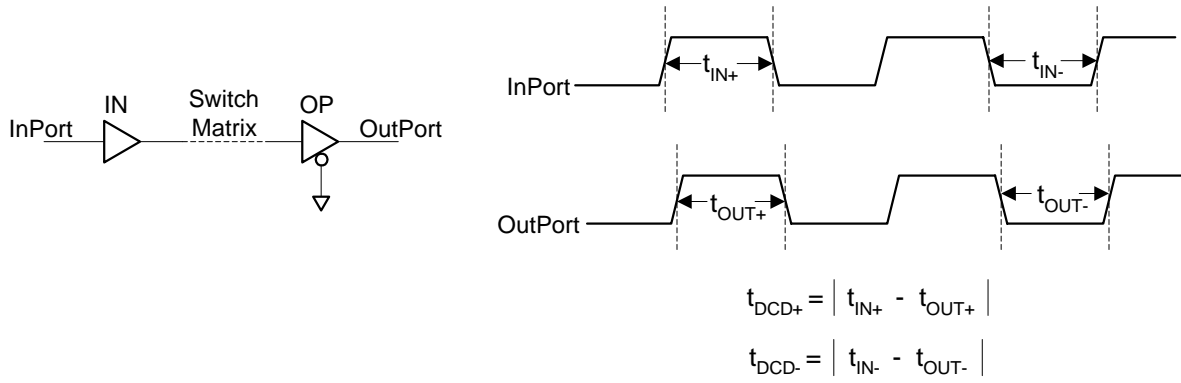 IN
Switch
Matrix
OP
InPort
OutPort
InPort
tIN+
tIN-
OutPort
tOUT+
tOUT-
tDCD+ = | tIN+ - tOUT+ |
tDCD- = | tIN- - tOUT- |